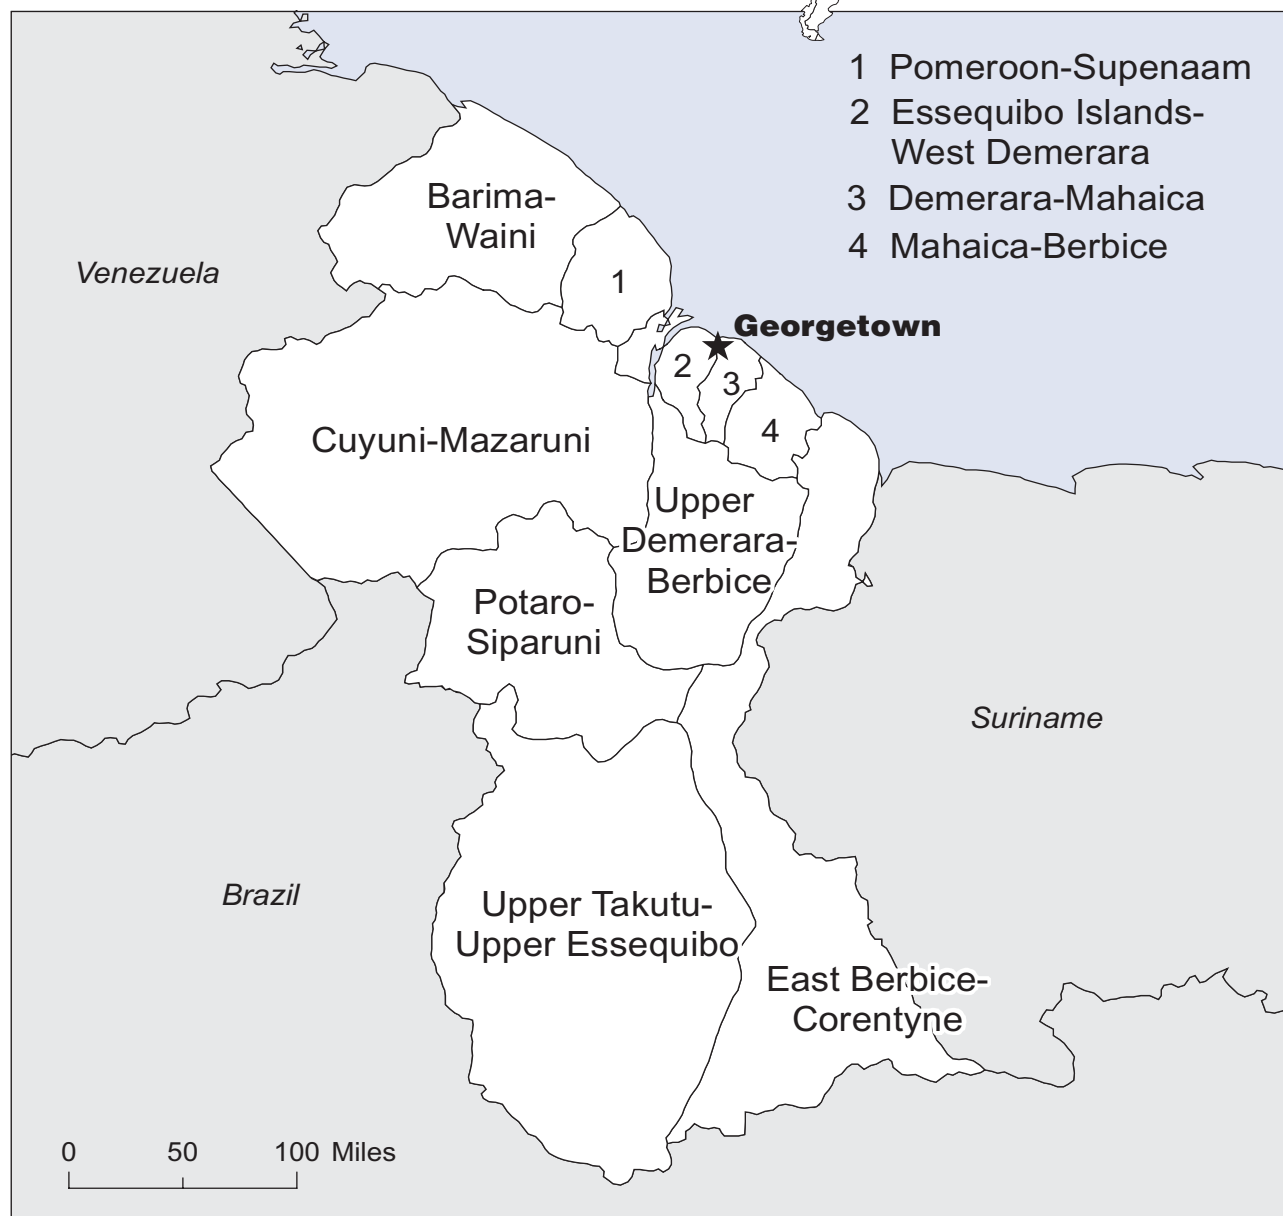 1 Pomeroon-Supenaam
2 Essequibo Islands-
West Demerara
3 Demerara-Mahaica
4 Mahaica-Berbice
Barima-
Waini
Venezuela
1
Georgetown
2
3
4
Cuyuni-Mazaruni
Upper
Demerara-
Berbice
Potaro-
Siparuni
Suriname
Brazil
Upper Takutu-
Upper Essequibo
East Berbice-
Corentyne
0 50 100 Miles